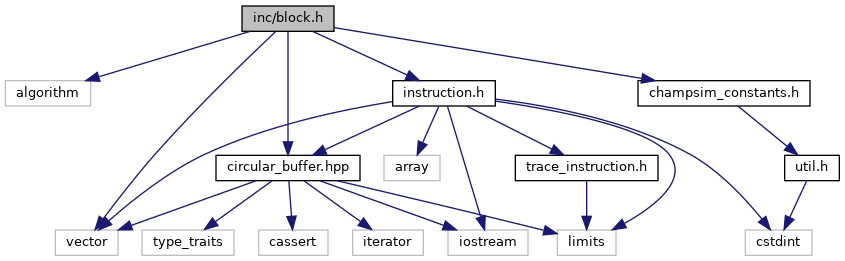 inc/block.h
algorithm
instruction.h
champsim_constants.h
circular_buffer.hpp
array
trace_instruction.h
util.h
vector
type_traits
cassert
iterator
iostream
limits
cstdint